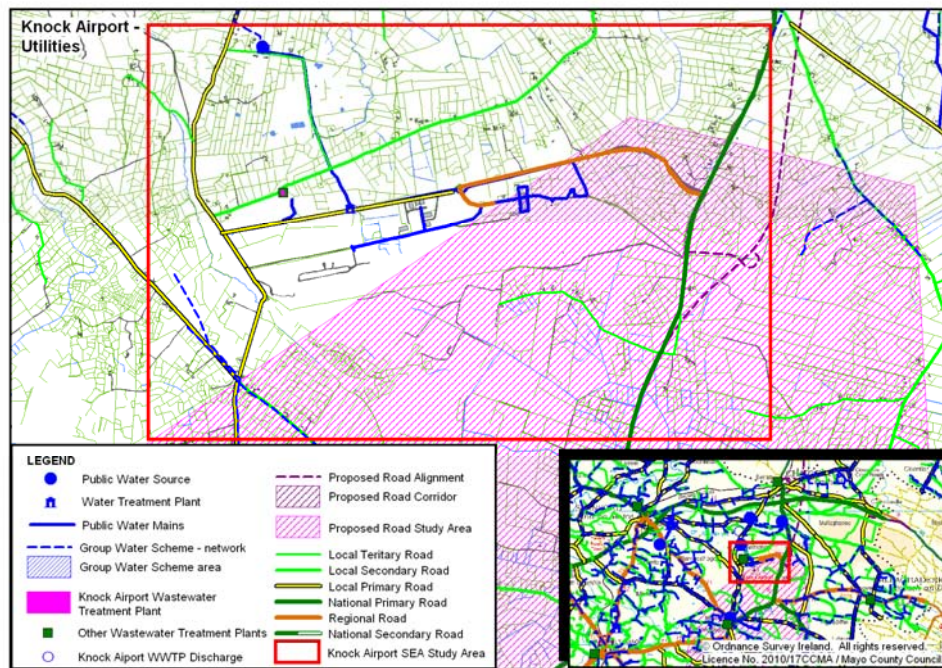 Knock Airport -
Utilities
LEGEND
Public Water Source
Water Treatment Plant
Public Water Mains
Group Water Scheme - network
Group Water Scheme area
Knock Airport Wastewater
Treatment Plant
Other Wastewater Treatment Plants
Knock Aiport WWTP Discharge
Proposed Road Alignment
Proposed Road Corridor
Proposed Road Study Area
Local Teritary Road
Local Secondary Road
Local Primary Road
National Primary Road
Regional Road
National Secondary Road
Knock Airport SEA Study Area
© Ordnance Survey Ireland. All rights reserved.
Licence No. 2010/17CCMA / Mayo County Counc